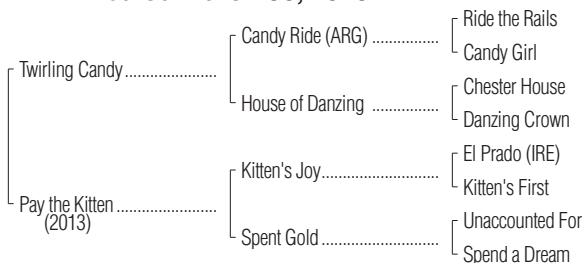 Ride the Rails
Candy Ride (ARG) ................
Candy Girl
Twirling Candy......................
Chester House
House of Danzing ................
Danzing Crown
El Prado (IRE)
Kitten's Joy............................
Kitten's First
Pay the Kitten ........................
(2013)
Unaccounted For
Spent Gold ............................
Spend a Dream